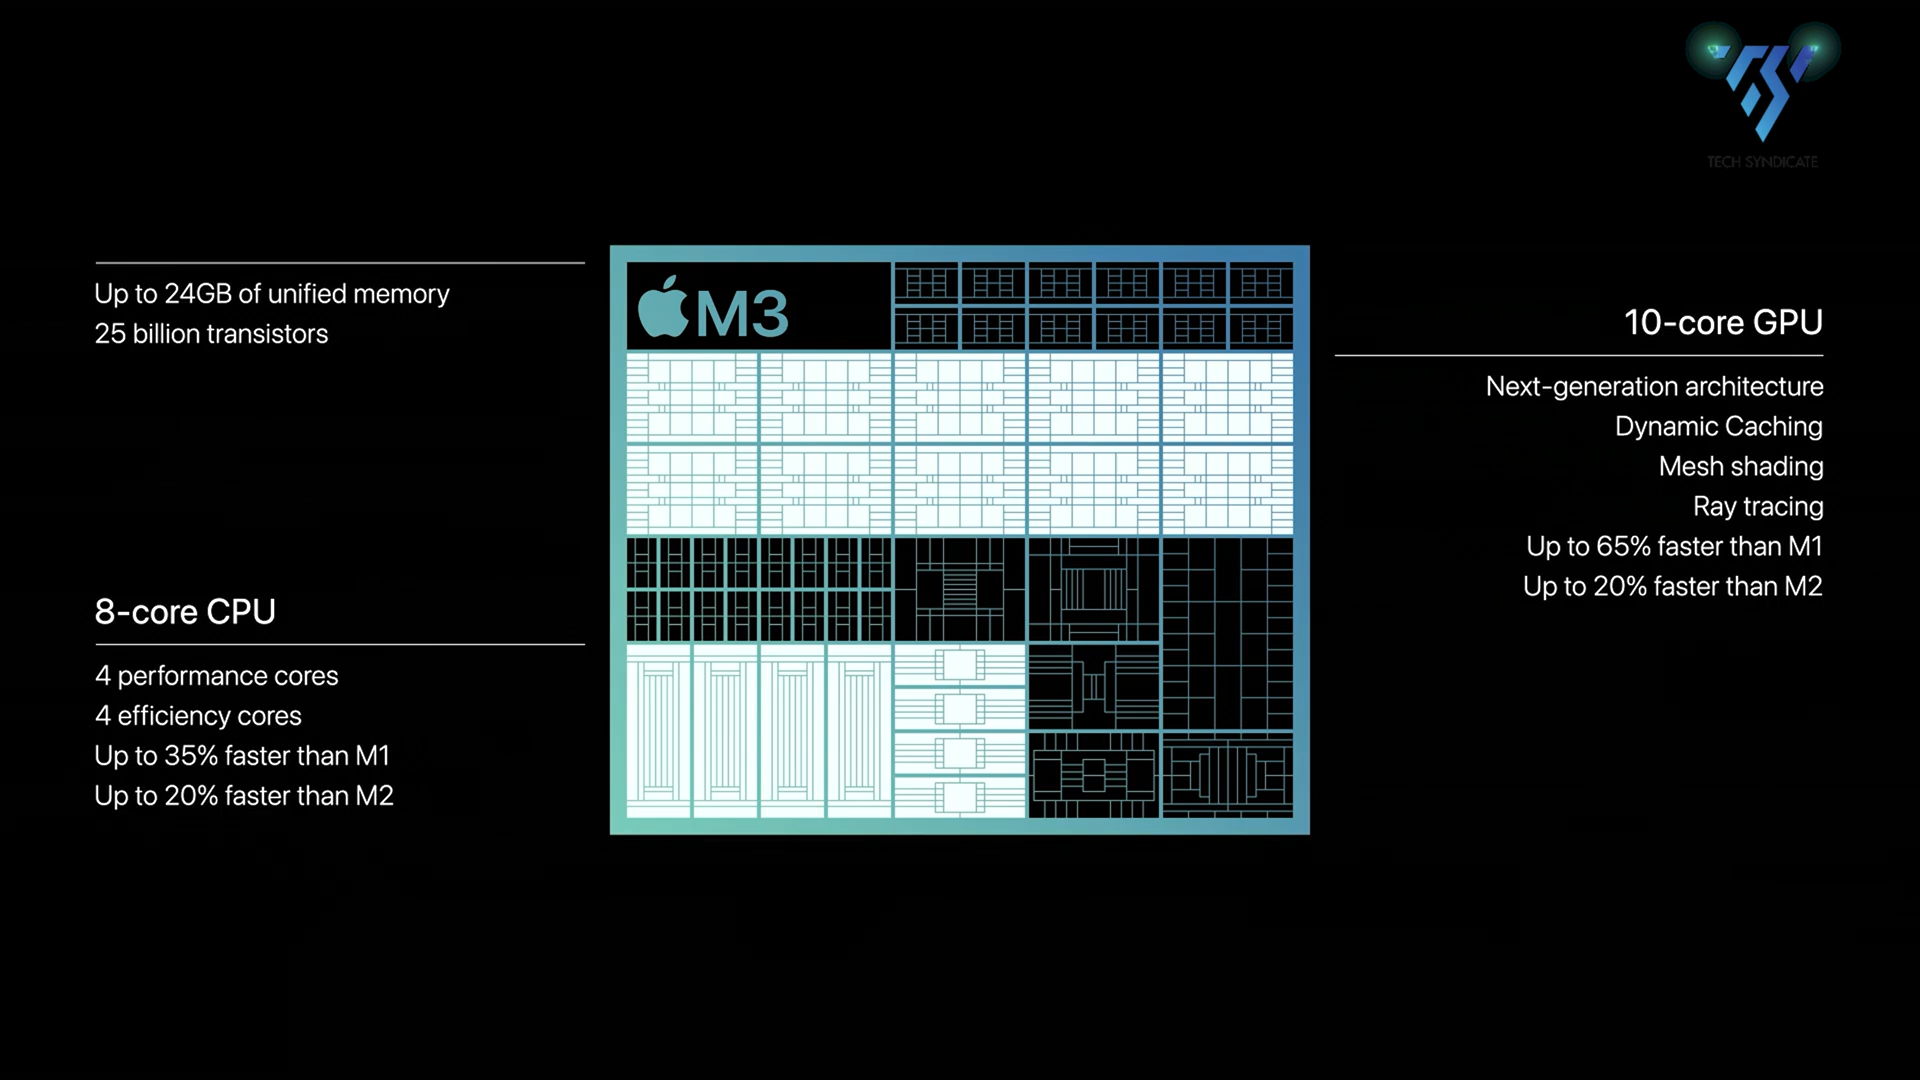 TECH SYNDICATE
Up to 24GB of unified memory
25 billion transistors
M3
10-core GPU
Next-generation architecture
Dynamic Caching
Mesh shading
Ray tracing
Up to 65% faster than M1
Up to 20% faster than M2
8-core CPU
4 performance cores
4 efficiency cores
Up to 35% faster than M1
Up to 20% faster than M2